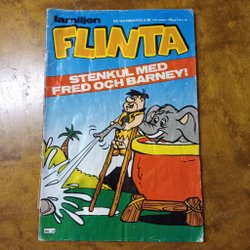 familjen
FLINTA
STENKUL MED
FRED OCH BARNEY!